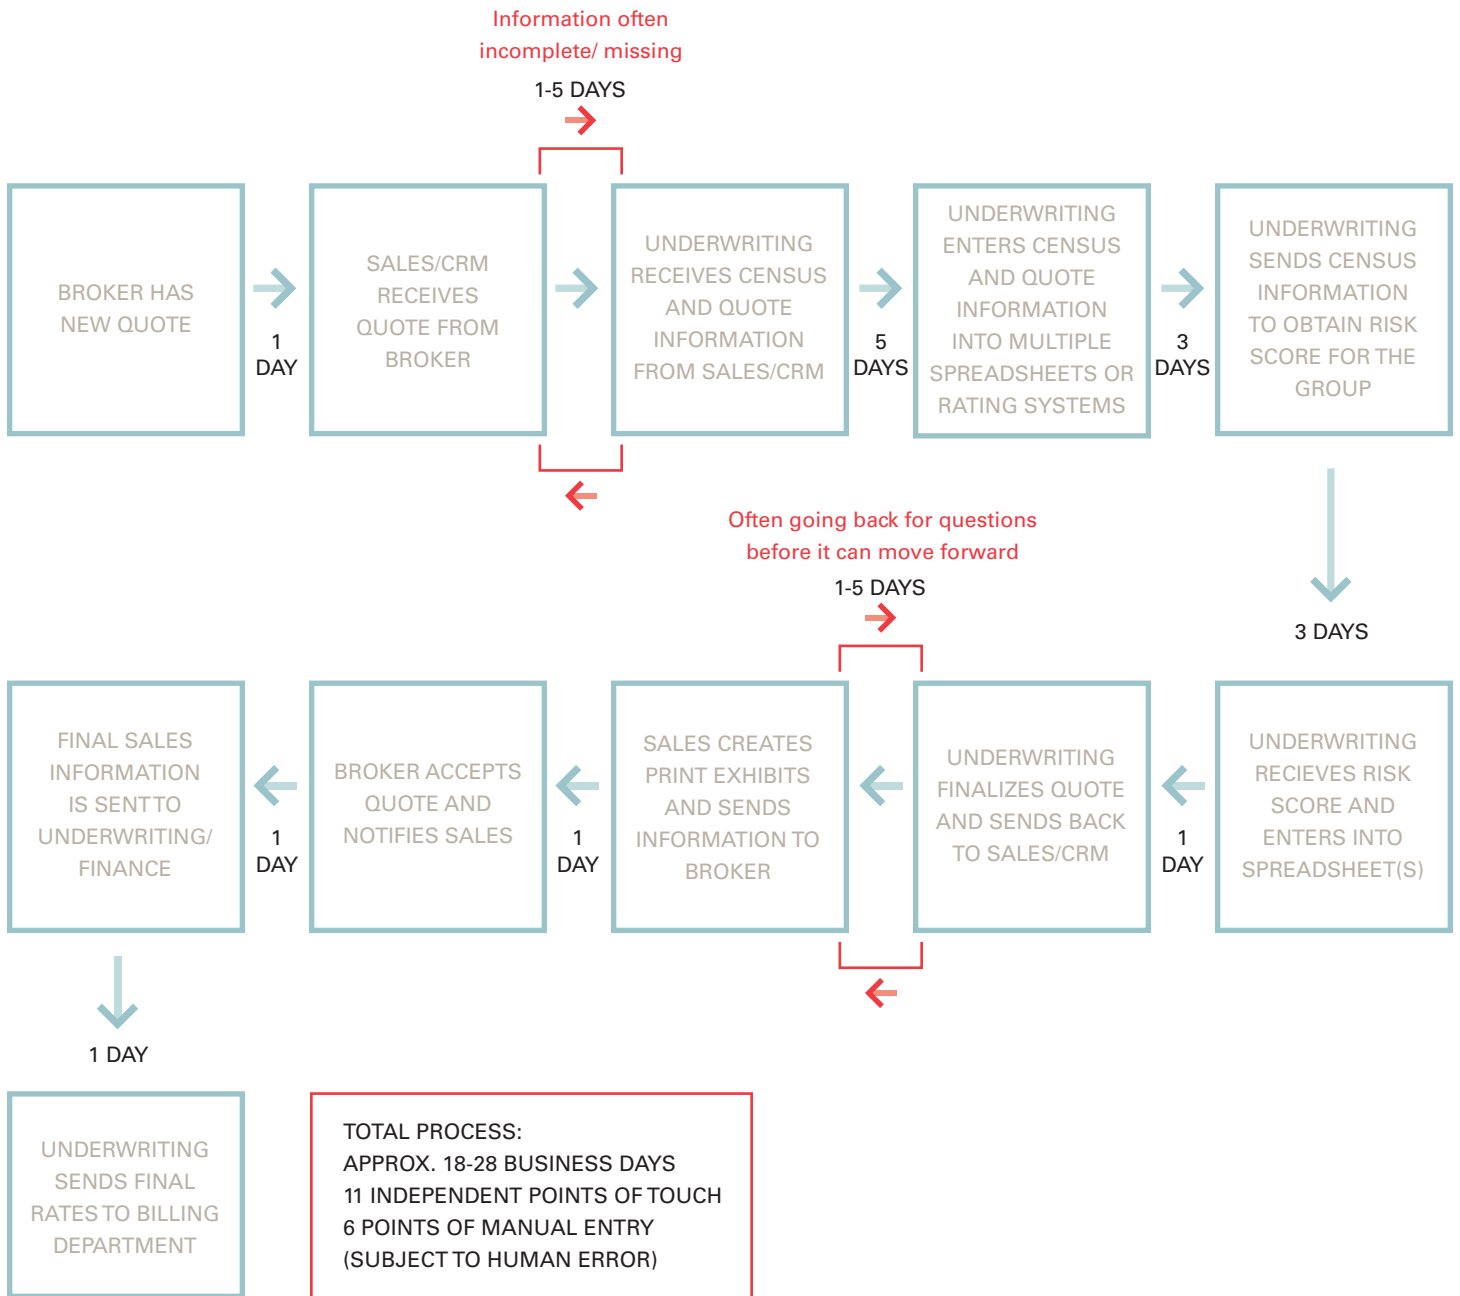 Information often
incomplete/ missing
1-5 DAYS
BROKER HAS
NEW QUOTE
1
DAY
SALES/CRM
RECEIVES
QUOTE FROM
BROKER
UNDERWRITING
RECEIVES CENSUS
AND QUOTE
INFORMATION
FROM SALES/CRM
5
DAYS
UNDERWRITING
ENTERS CENSUS
AND QUOTE
INFORMATION
INTO MULTIPLE
SPREADSHEETS OR
RATING SYSTEMS
3
DAYS
UNDERWRITING
SENDS CENSUS
INFORMATION
TO OBTAIN RISK
SCORE FOR THE
GROUP
3 DAYS
Often going back for questions
before it can move forward
1-5 DAYS
UNDERWRITING
RECIEVES RISK
SCORE AND
ENTERS INTO
SPREADSHEET(S)
1
DAY
UNDERWRITING
FINALIZES QUOTE
AND SENDS BACK
TO SALES/CRM
SALES CREATES
PRINT EXHIBITS
AND SENDS
INFORMATION TO
BROKER
1
DAY
BROKER ACCEPTS
QUOTE AND
NOTIFIES SALES
1
DAY
FINAL SALES
INFORMATION
IS SENT TO
UNDERWRITING/
FINANCE
1 DAY
UNDERWRITING
SENDS FINAL
RATES TO BILLING
DEPARTMENT
TOTAL PROCESS:
APPROX. 18-28 BUSINESS DAYS
11 INDEPENDENT POINTS OF TOUCH
6 POINTS OF MANUAL ENTRY
(SUBJECT TO HUMAN ERROR)